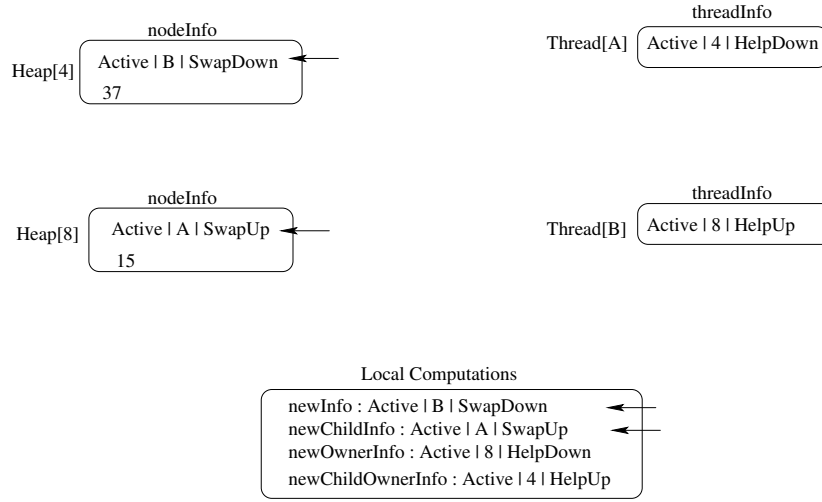 nodeInfo
Heap[4]
Active | B | SwapDown
37
threadInfo
Thread[A]
Active | 4 | HelpDown
nodeInfo
Heap[8]
Active | A | SwapUp
15
threadInfo
Thread[B]
Active | 8 | HelpUp
Local Computations
newInfo : Active | B | SwapDown
newChildInfo : Active | A | SwapUp
newOwnerInfo : Active | 8 | HelpDown
newChildOwnerInfo : Active | 4 | HelpUp